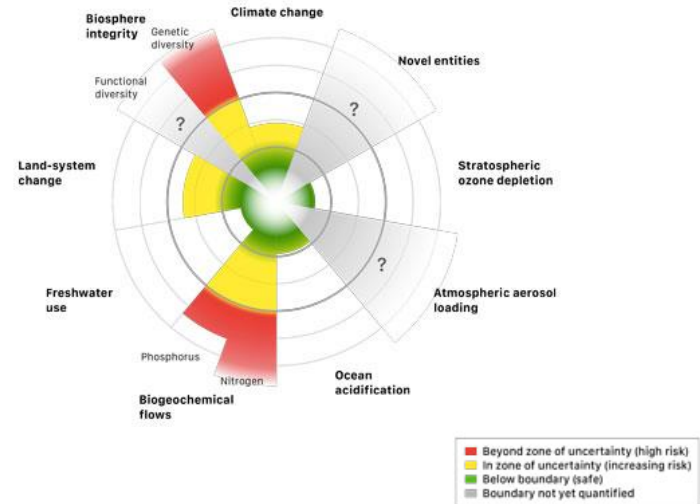 Climate change
Biosphere
integrity
Genetic
diversity
Novel entities
Functional
diversity
?
?
Land-system
change
Stratospheric
ozone depletion
?
Freshwater
use
Atmospheric aerosol
loading
Phosphorus
Nitrogen
Ocean
acidification
Biogeochemical
flows
Beyond zone of uncertainty (high risk)
In zone of uncertainty (increasing risk)
Below boundary (safe)
Boundary not yet quantified